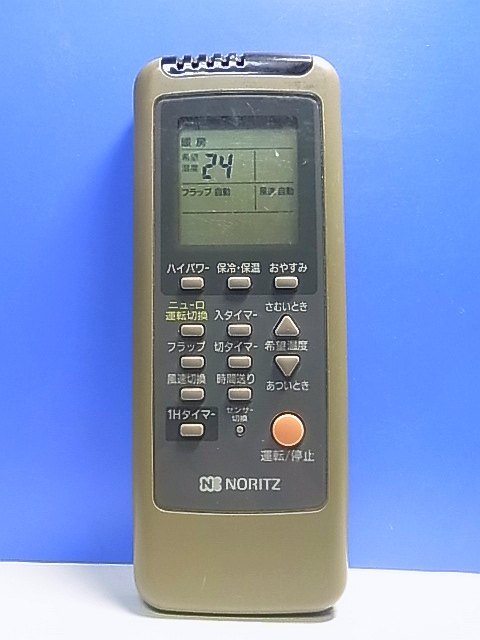 暖房
希望
温度
24
フラップ 自動
風速 自動
ハイパワー
保冷・保温
おやすみ
ニューロ
運転切換
入タイマー
さむいとき
フラップ
切タイマー
希望温度
風速切換
時間送り
あついとき
1Hタイマー
センサー
切換
運転/停止
N NORITZ